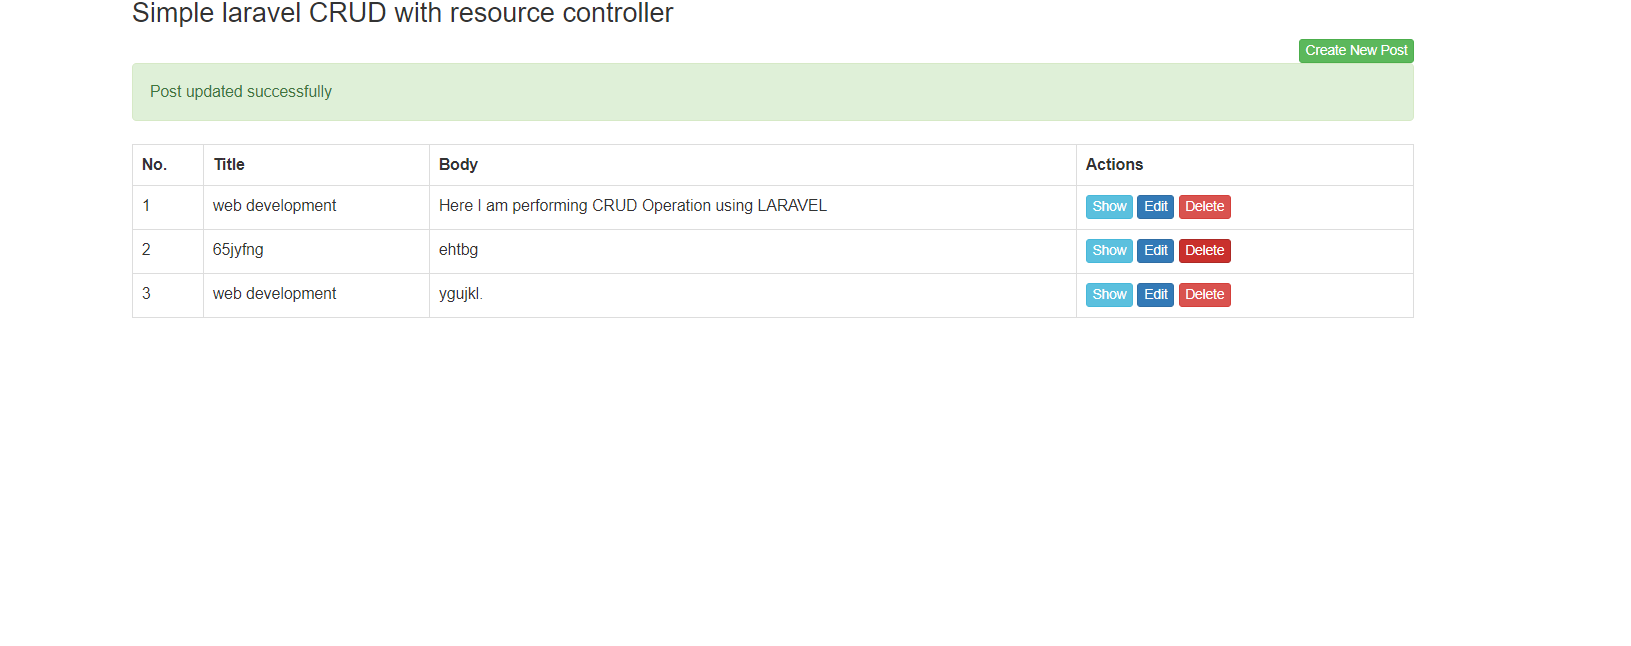 Simple laravel CRUD with resource controller
Create New Post
Post updated successfully
No. Title Body Actions
1 web development Here I am performing CRUD Operation using LARAVEL Show Edit Delete
2 65jyfng ehtbg Show Edit Delete
3 web development ygujkl. Show Edit Delete